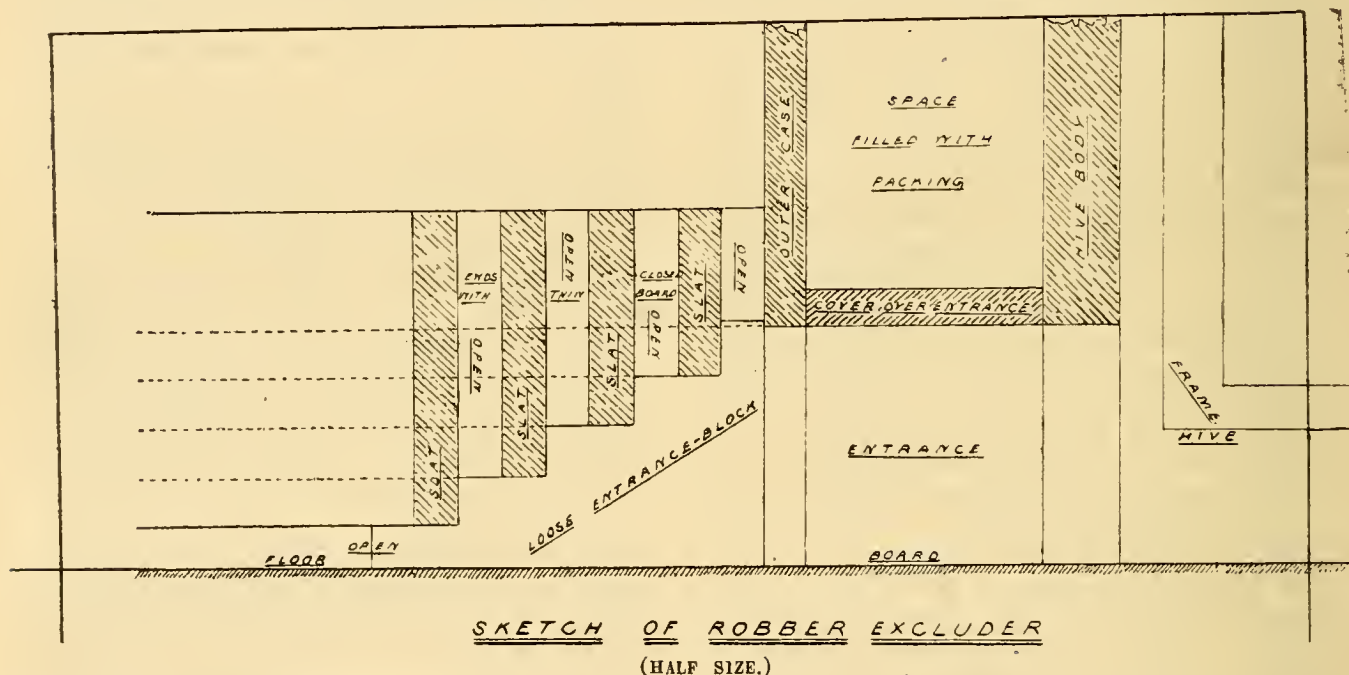 SPACE
FILLED WITH
PACKING
OUTER CASE
HIVE BODY
COVER OVER ENTRANCE
ENDS
WITH
OPEN
THIN
CLOSED
BOARD
OPEN
OPEN
OPEN
SLAT
SLAT
SLAT
SLAT
LOOSE ENTRANCE-BLOCK
ENTRANCE
FRAME
HIVE
OPEN
FLOOR
BOARD
SKETCH OF ROBBER EXCLUDER
(HALF SIZE.)